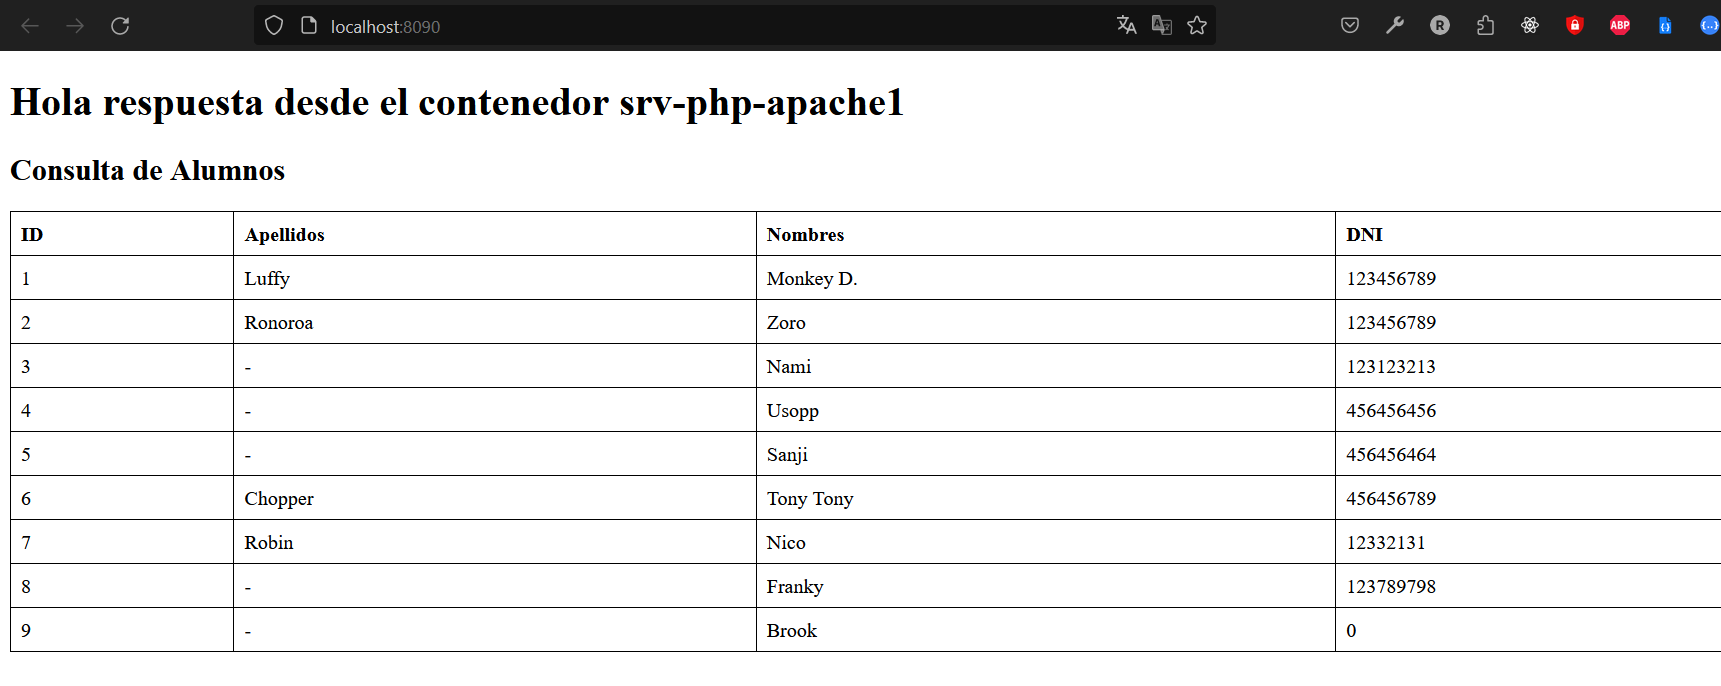 localhost:8090
R
ABP
Hola respuesta desde el contenedor srv-php-apache1
Consulta de Alumnos
ID Apellidos Nombres DNI
1 Luffy Monkey D. 123456789
2 Ronoroa Zoro 123456789
3 - Nami 123123213
4 - Usopp 456456456
5 - Sanji 456456464
6 Chopper Tony Tony 456456789
7 Robin Nico 12332131
8 - Franky 123789798
9 - Brook 0